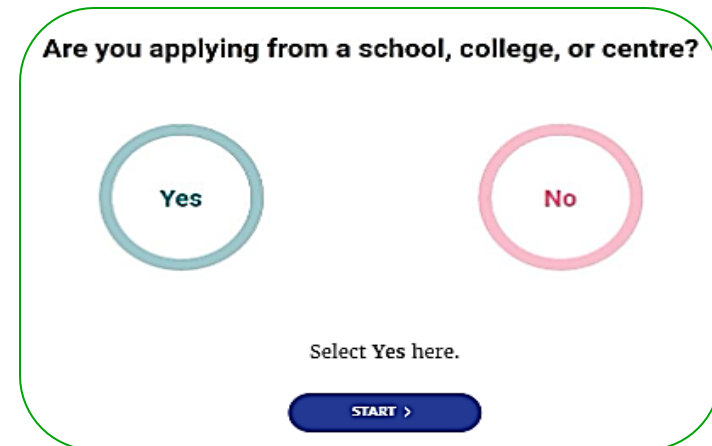 Are you applying from a school, college, or centre?
Yes No
Select Yes here.
START >